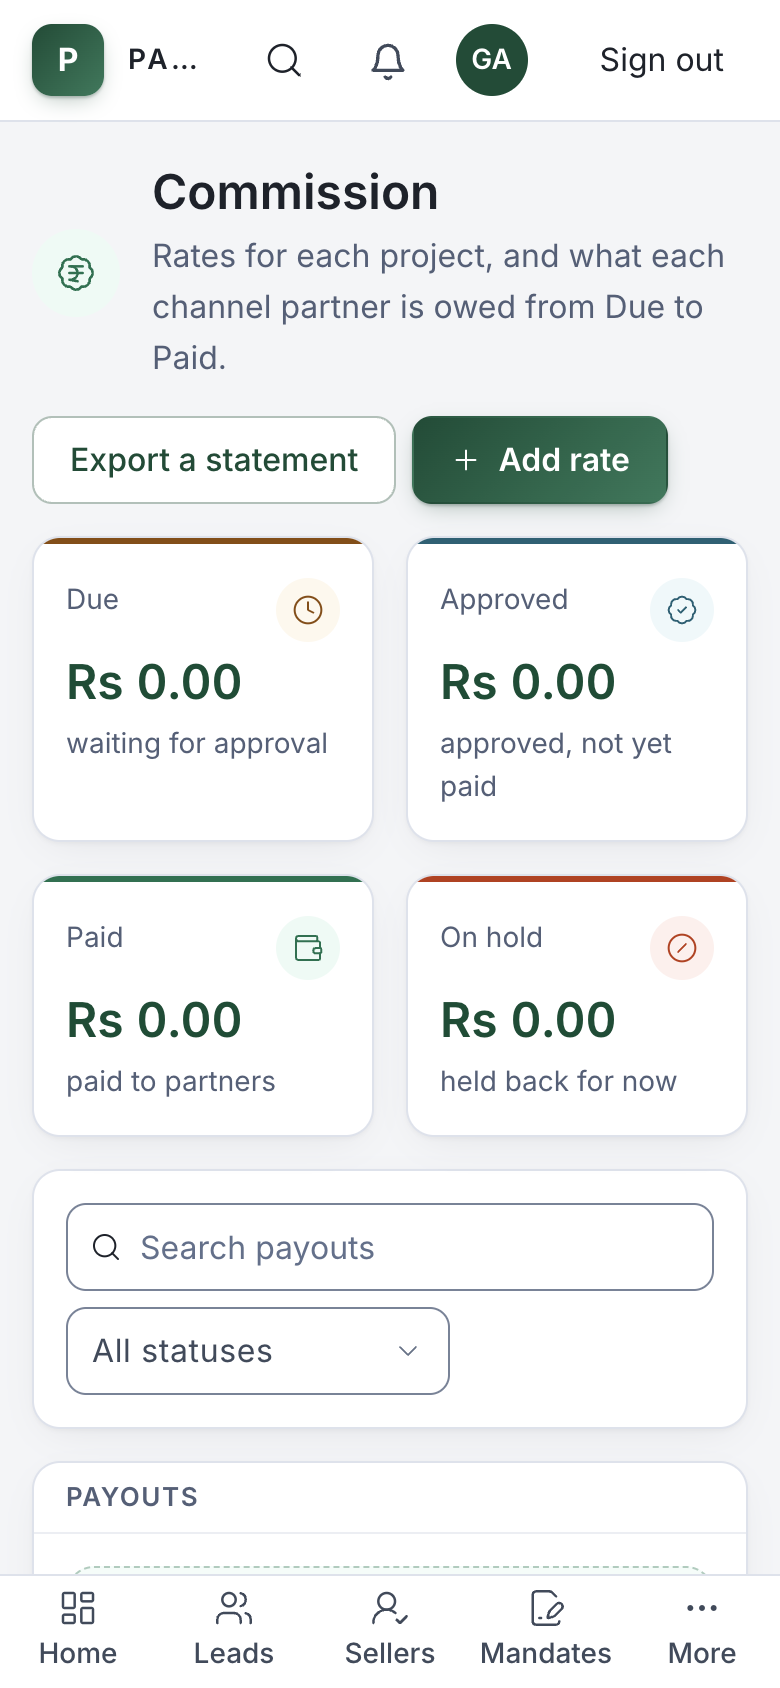 P PA... GA Sign out
Commission
Rates for each project, and what each
channel partner is owed from Due to
Paid.
Export a statement
Add rate
Due
Rs 0.00
waiting for approval
Approved
Rs 0.00
approved, not yet
paid
Paid
Rs 0.00
paid to partners
On hold
Rs 0.00
held back for now
Search payouts
All statuses
PAYOUTS
Home Leads Sellers Mandates More